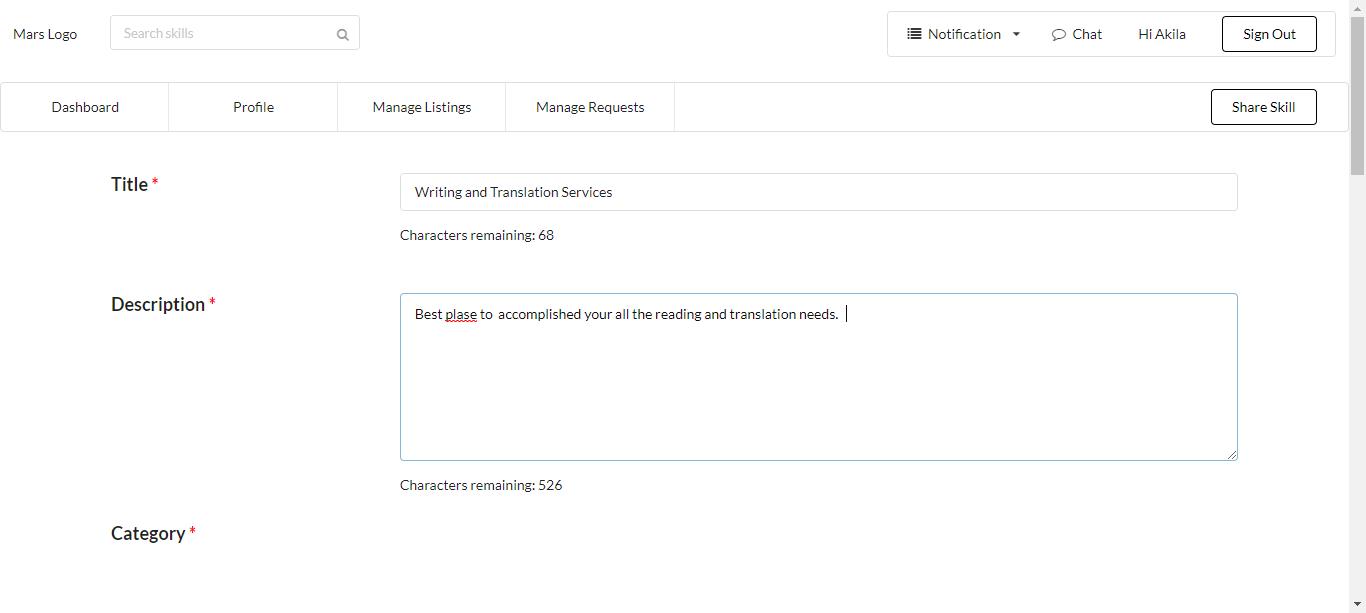 Mars Logo
Search skills
Notification
Chat
Hi Akila
Sign Out
Dashboard
Profile
Manage Listings
Manage Requests
Share Skill
Title *
Writing and Translation Services
Characters remaining: 68
Description *
Best plase to  accomplished your all the reading and translation needs.
Characters remaining: 526
Category *